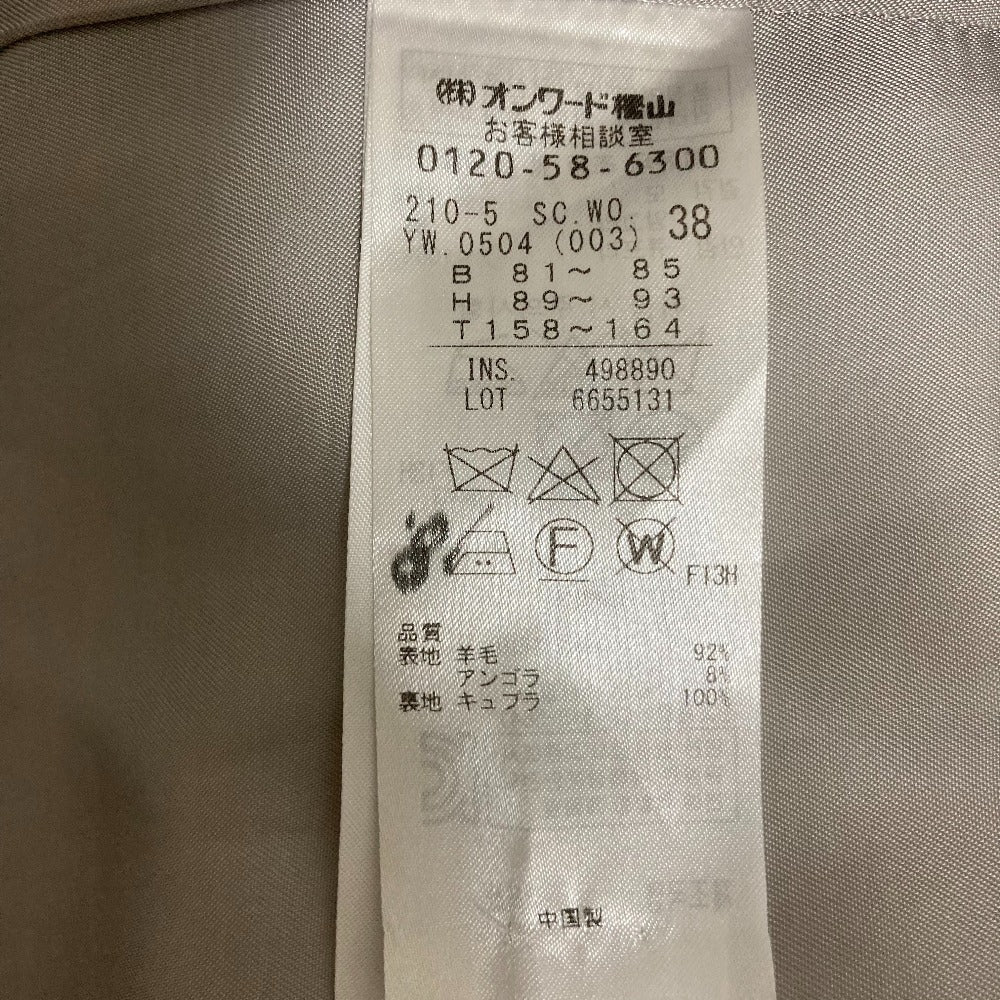 (株)オンワード樫山
お客様相談室
0120-58-6300
210-5 SC.WO. 38
YW.0504 (003)
B 81～ 85
H 89～ 93
T158～164
INS. 498890
LOT 6655131
F
W
F13H
品質
表地 羊毛 92%
アンゴラ 8%
裏地 キュプラ 100%
中国製